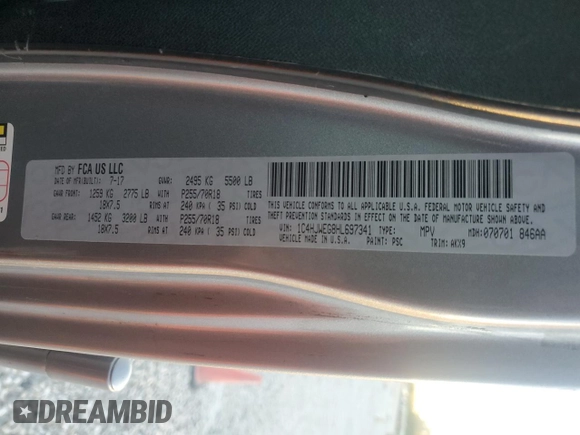 MFD BY FCA US LLC
DATE OF MFR(BUILT): 7-17 GVWR: 2495 KG 5500 LB
GAWR FRONT: 1259 KG 2775 LB WITH P255/70R18 TIRES
18X7.5 RIMS AT 240 KPA ( 35 PSI) COLD
GAWR REAR: 1452 KG 3200 LB WITH P255/70R18 TIRES
18X7.5 RIMS AT 240 KPA ( 35 PSI) COLD
THIS VEHICLE CONFORMS TO ALL APPLICABLE U.S.A. FEDERAL MOTOR VEHICLE SAFETY
AND THEFT PREVENTION STANDARDS IN EFFECT ON THE DATE OF MANUFACTURE SHOWN ABOVE.
VIN: 1C4HJWEG8HL697341 TYPE: MPV MDH: 070701 846AA
VEHICLE MADE IN U.S.A. PAINT: PSC TRIM: AKX9
DREAMBID